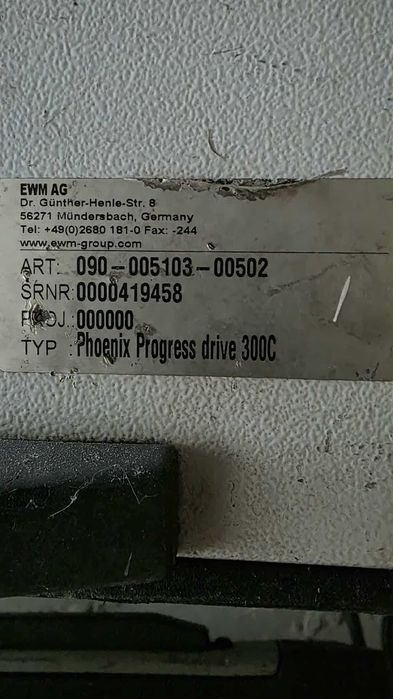 EWM AG
Dr. Günther-Henle-Str. 8
56271 Mündersbach, Germany
Tel: +49(0)2680 181-0 Fax: -244
www.ewm-group.com
ART: 090-005103-00502
SRNR:0000419458
PROJ.:000000
TYP :Phoenix Progress drive 300C